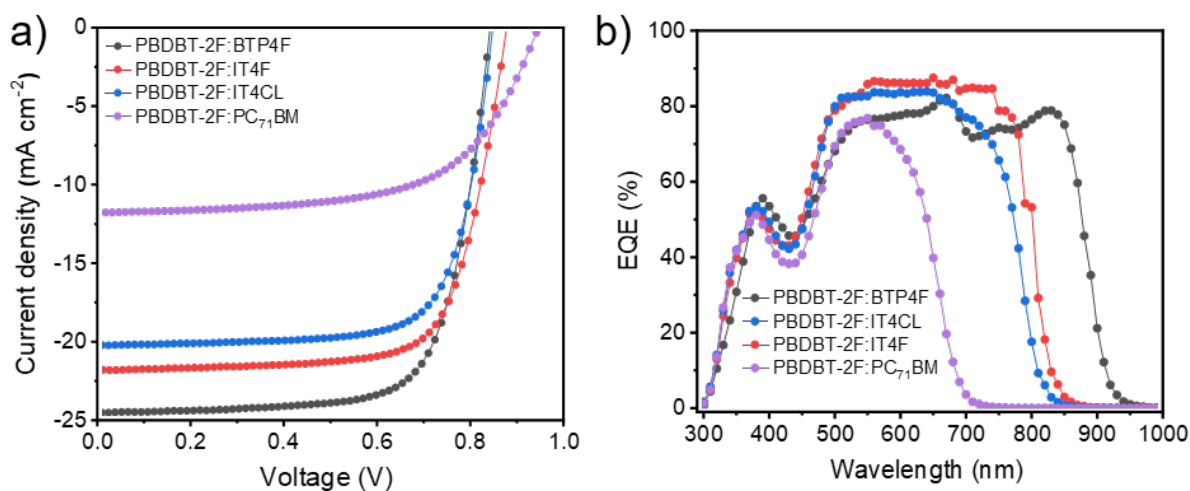 a)
0
-5
-10
-15
-20
-25
Current density (mA cm⁻²)
PBDBT-2F:BTP4F
PBDBT-2F:IT4F
PBDBT-2F:IT4CL
PBDBT-2F:PC₇₁BM
0.0 0.2 0.4 0.6 0.8 1.0
Voltage (V)
b)
100
80
60
40
20
0
EQE (%)
PBDBT-2F:BTP4F
PBDBT-2F:IT4CL
PBDBT-2F:IT4F
PBDBT-2F:PC₇₁BM
300 400 500 600 700 800 900 1000
Wavelength (nm)